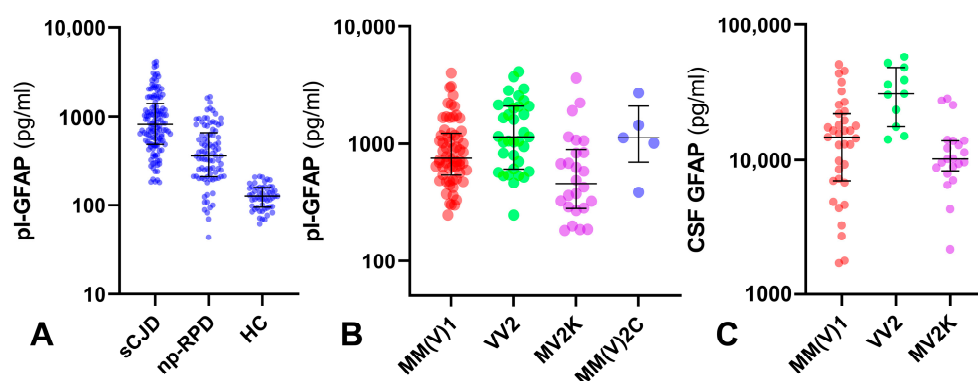 pl-GFAP (pg/ml)
10,000
1000
100
10
sCJD
np-RPD
HC
A
pl-GFAP (pg/ml)
10,000
1000
100
MM(V)1
VV2
MV2K
MM(V)2C
B
CSF GFAP (pg/ml)
100,000
10,000
1000
MM(V)1
VV2
MV2K
C